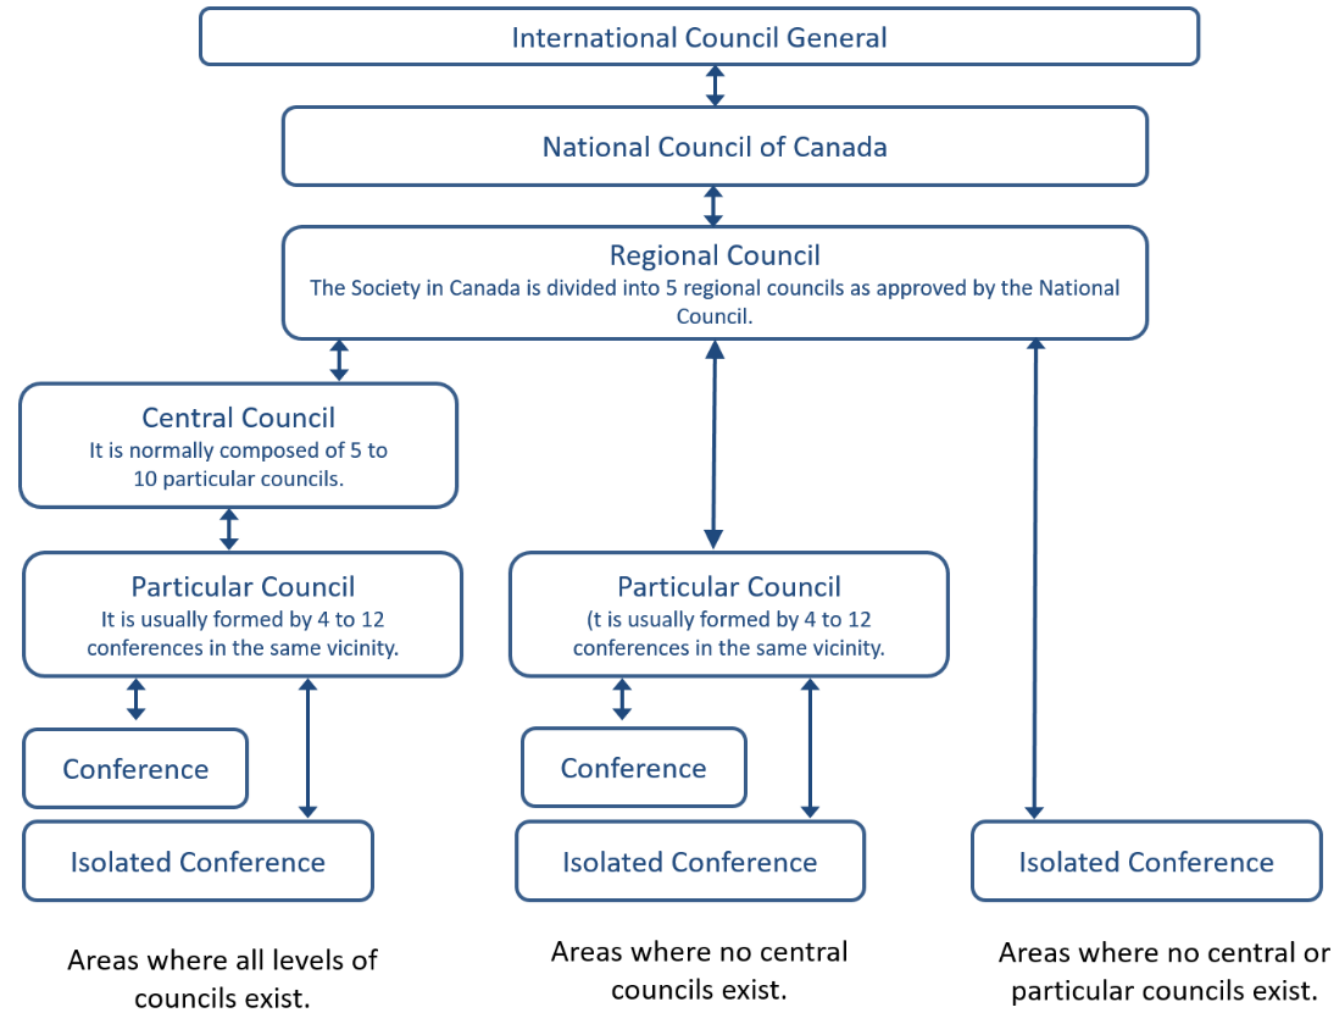 International Council General
National Council of Canada
Regional Council
The Society in Canada is divided into 5 regional councils as approved by the National
Council.
Central Council
It is normally composed of 5 to
10 particular councils.
Particular Council
It is usually formed by 4 to 12
conferences in the same vicinity.
Particular Council
(t is usually formed by 4 to 12
conferences in the same vicinity.
Conference
Conference
Isolated Conference
Isolated Conference
Isolated Conference
Areas where all levels of
councils exist.
Areas where no central
councils exist.
Areas where no central or
particular councils exist.